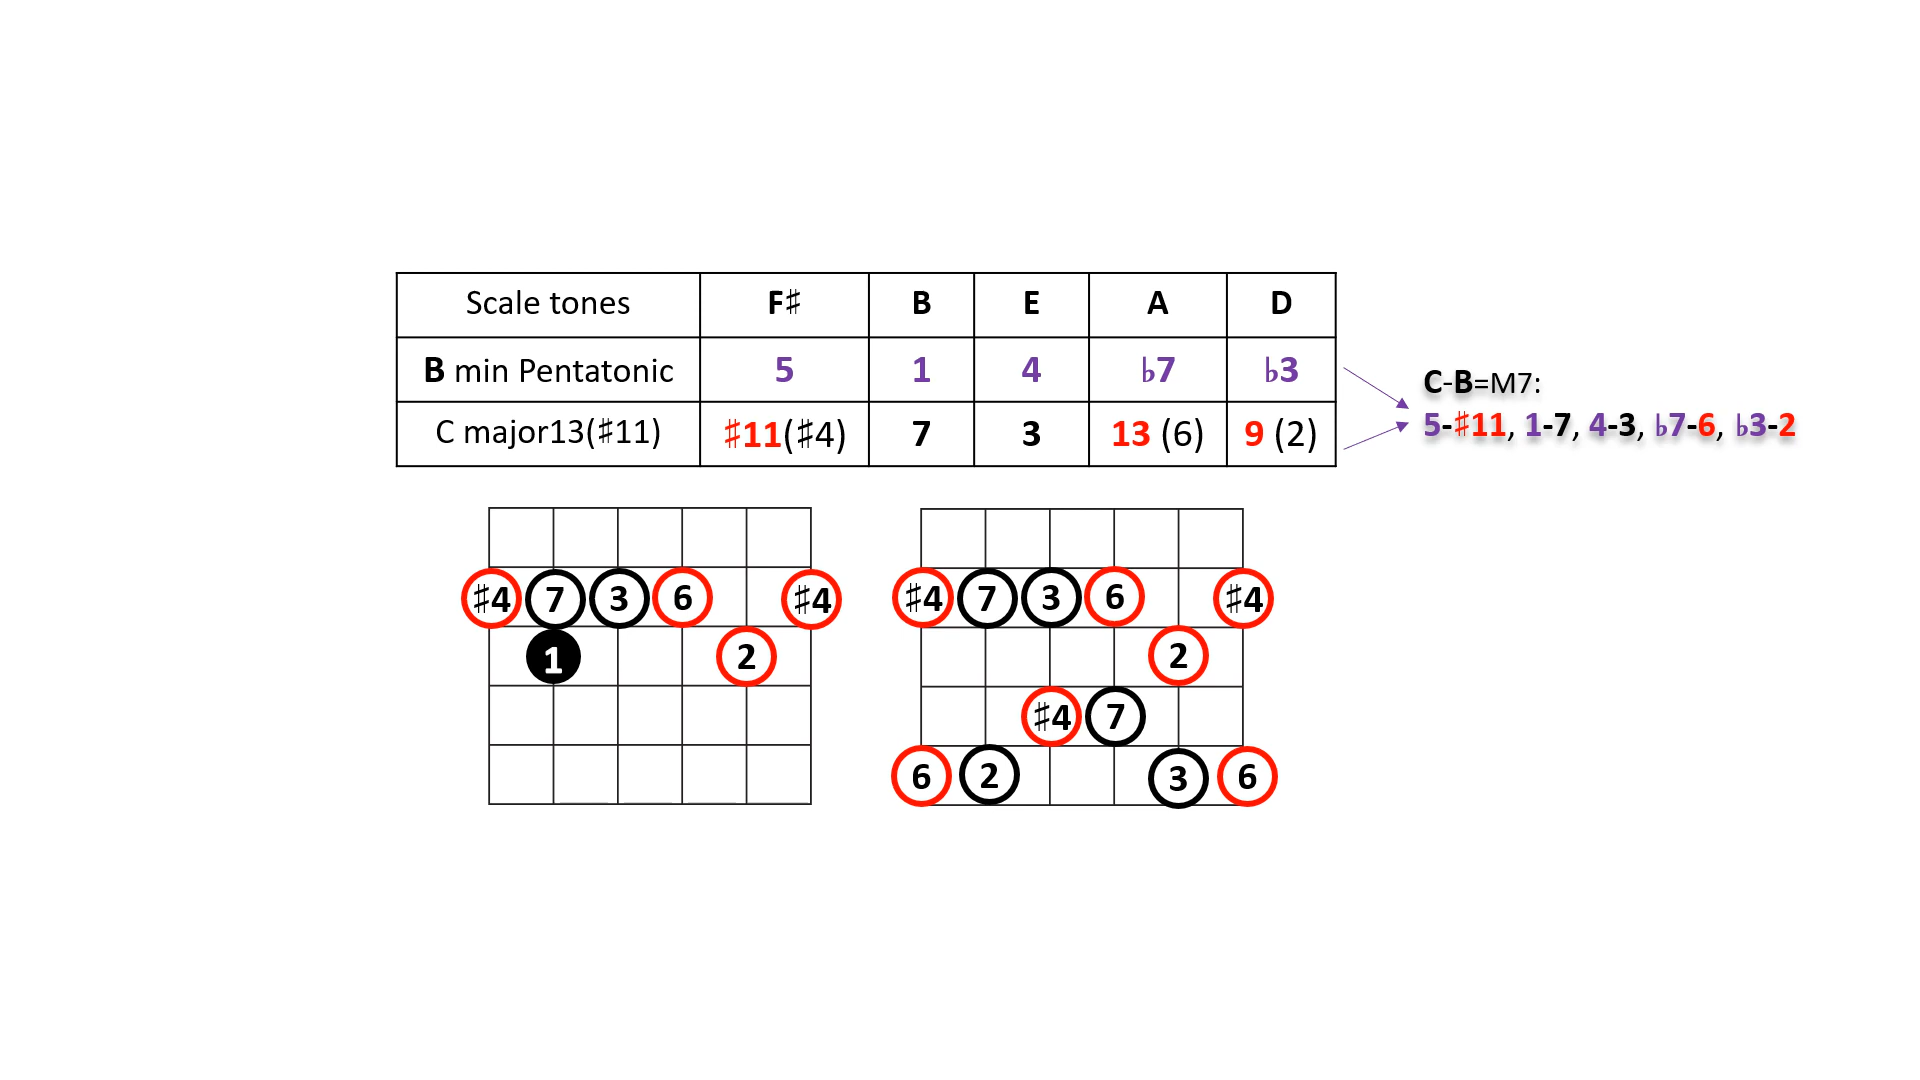 Scale tones F♯ B E A D
B min Pentatonic 5 1 4 ♭7 ♭3
C major13(♯11) ♯11(♯4) 7 3 13 (6) 9 (2)
C-B=M7:
5-♯11, 1-7, 4-3, ♭7-6, ♭3-2
♯4 7 3 6 ♯4
1 2
♯4 7 3 6 ♯4
2
♯4 7
6 2 3 6